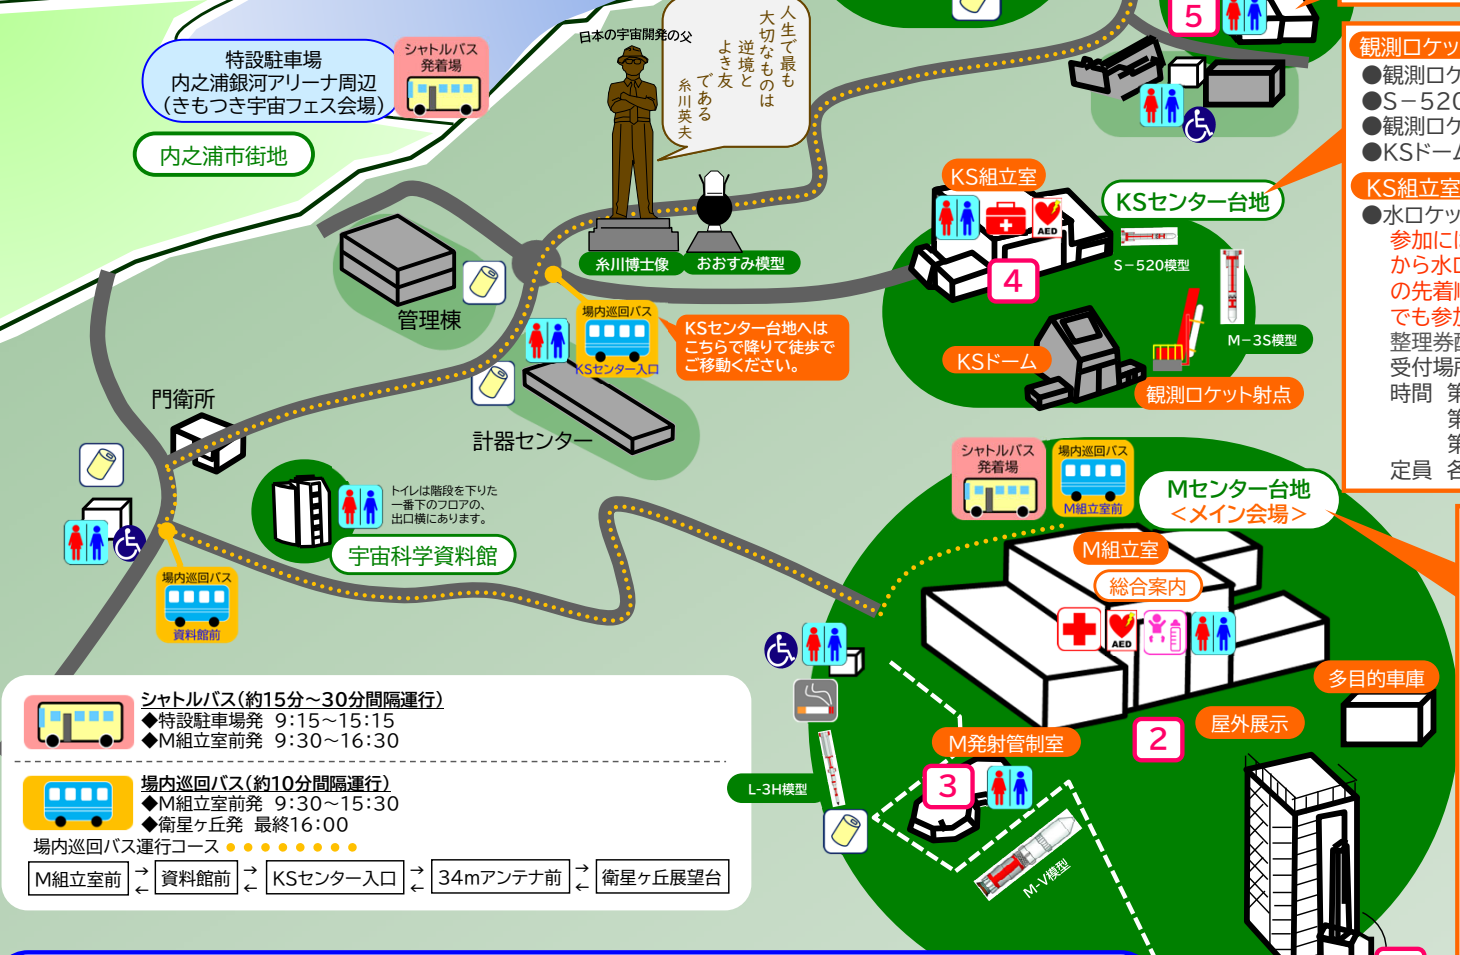 特設駐車場
内之浦銀河アリーナ周辺
(きもつき宇宙フェス会場)
シャトルバス
発着場
内之浦市街地
日本の宇宙開発の父
人生で最も
大切なものは
逆境と
よき友
である
糸川英夫
糸川博士像
おおすみ模型
5
観測ロケッ
●観測ロケ
●S-520
●観測ロケ
●KSドーム
KS組立室
●水ロケッ
参加には
から水ロ
の先着順
でも参加
整理券配
受付場所
時間 第
第
第
定員 各
KS組立室
AED
4
KSセンター台地
S-520模型
M-3S模型
KSドーム
観測ロケット射点
管理棟
場内巡回バス
KSセンター入口
KSセンター台地へは
こちらで降りて徒歩で
ご移動ください。
計器センター
門衛所
トイレは階段を下りた
一番下のフロアの、
出口横にあります。
宇宙科学資料館
場内巡回バス
資料館前
シャトルバス
発着場
場内巡回バス
M組立室前
Mセンター台地
<メイン会場>
M組立室
総合案内
AED
多目的車庫
屋外展示
2
M発射管制室
3
L-3H模型
M-V模型
シャトルバス(約15分~30分間隔運行)
◆特設駐車場発 9:15~15:15
◆M組立室前発 9:30~16:30
場内巡回バス(約10分間隔運行)
◆M組立室前発 9:30~15:30
◆衛星ヶ丘発 最終16:00
場内巡回バス運行コース
M組立室前 →← 資料館前 →← KSセンター入口 →← 34mアンテナ前 →← 衛星ヶ丘展望台